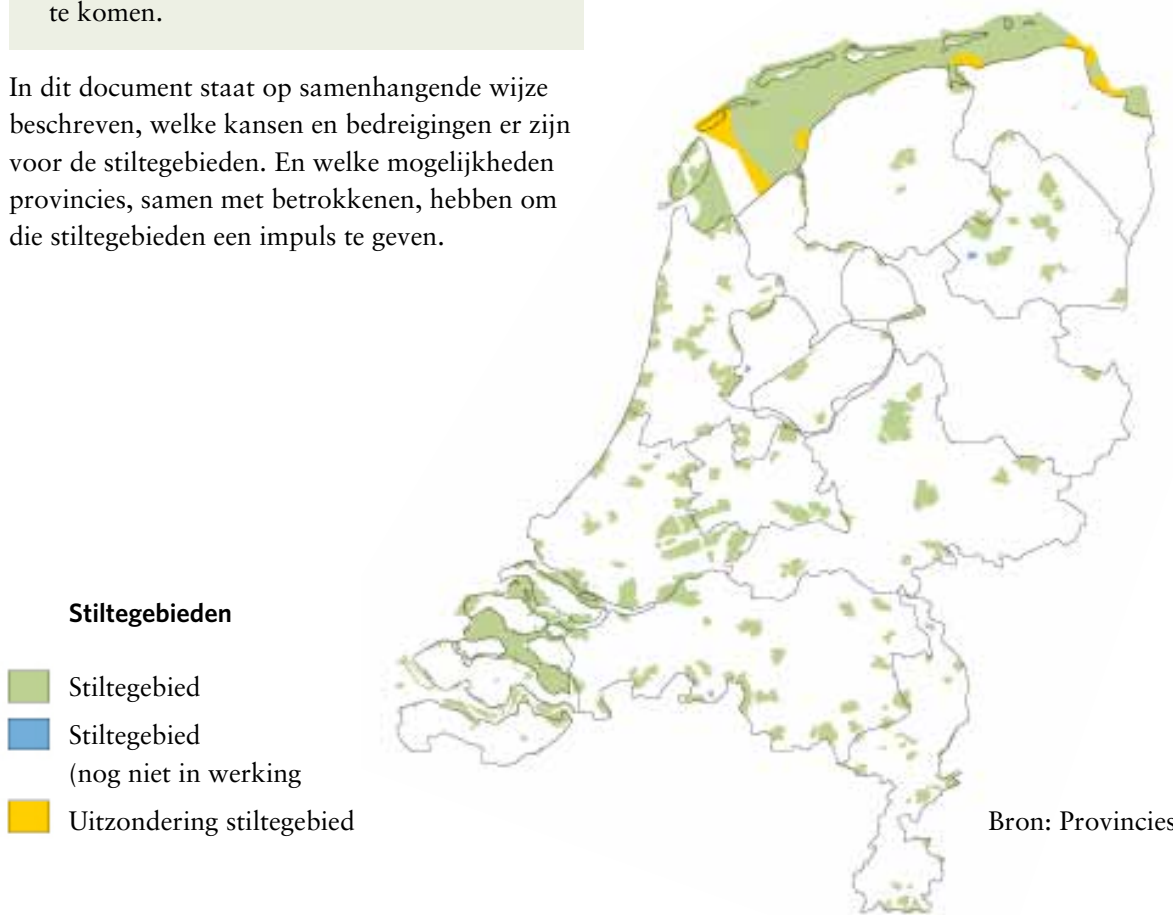 te komen.
In dit document staat op samenhangende wijze
beschreven, welke kansen en bedreigingen er zijn
voor de stiltegebieden. En welke mogelijkheden
provincies, samen met betrokkenen, hebben om
die stiltegebieden een impuls te geven.
Stiltegebieden
Stiltegebied
Stiltegebied
(nog niet in werking
Uitzondering stiltegebied
Bron: Provincies